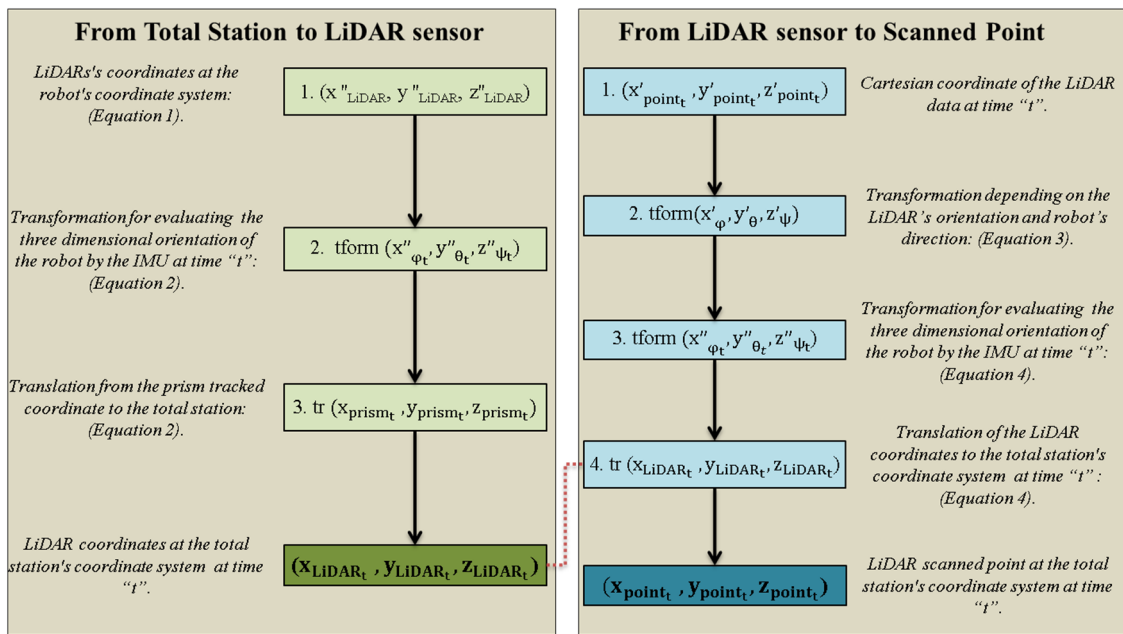 From Total Station to LiDAR sensor
LiDARs's coordinates at the
robot's coordinate system:
(Equation 1).
1. (x "LiDAR, y "LiDAR, z"LiDAR)
Transformation for evaluating the
three dimensional orientation of
the robot by the IMU at time “t”:
(Equation 2).
2. tform (x″φt, y″θt, z″ψt)
Translation from the prism tracked
coordinate to the total station:
(Equation 2).
3. tr (xprismt ,yprismt, zprismt)
LiDAR coordinates at the total
station's coordinate system at time
“t”.
(xLiDARt , yLiDARt, zLiDARt)
From LiDAR sensor to Scanned Point
1. (x′pointt ,y′pointt, z′pointt)
Cartesian coordinate of the LiDAR
data at time “t”.
2. tform(x′φ, y′θ, z′ψ)
Transformation depending on the
LiDAR’s orientation and robot’s
direction: (Equation 3).
3. tform (x″φt, y″θt, z″ψt)
Transformation for evaluating the
three dimensional orientation of
the robot by the IMU at time “t”:
(Equation 4).
4. tr (xLiDARt , yLiDARt, zLiDARt)
Translation of the LiDAR
coordinates to the total station's
coordinate system at time “t” :
(Equation 4).
(xpointt , ypointt, zpointt)
LiDAR scanned point at the total
station's coordinate system at time
“t”.